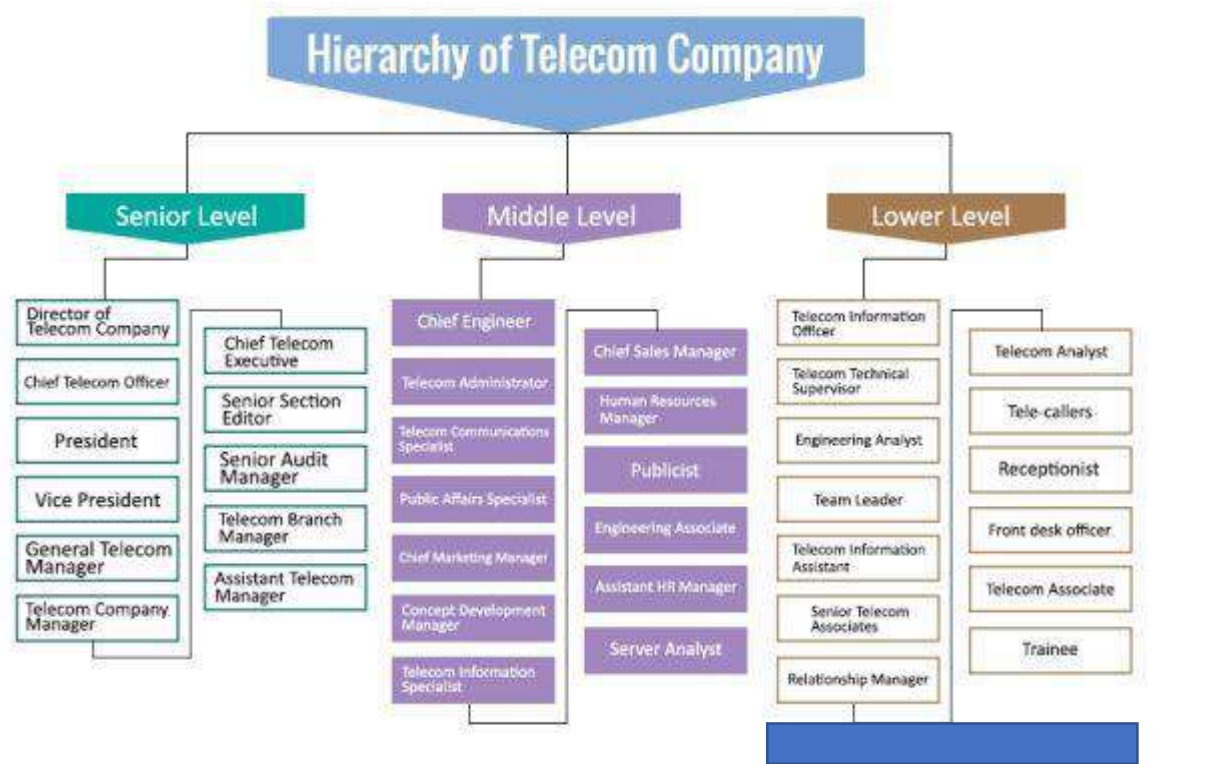 Hierarchy of Telecom Company
Senior Level
Director of
Telecom Company
Chief Telecom Officer
President
Vice President
General Telecom
Manager
Telecom Company
Manager
Chief Telecom
Executive
Senior Section
Editor
Senior Audit
Manager
Telecom Branch
Manager
Assistant Telecom
Manager
Middle Level
Chief Engineer
Telecom Administrator
Telecom Communications
Specialist
Public Affairs Specialist
Chief Marketing Manager
Concept Development
Manager
Telecom Information
Specialist
Chief Sales Manager
Human Resources
Manager
Publicist
Engineering Associate
Assistant HR Manager
Server Analyst
Lower Level
Telecom Information
Officer
Telecom Technical
Supervisor
Engineering Analyst
Team Leader
Telecom Information
Assistant
Senior Telecom
Associates
Relationship Manager
Telecom Analyst
Tele-callers
Receptionist
Front desk officer
Telecom Associate
Trainee